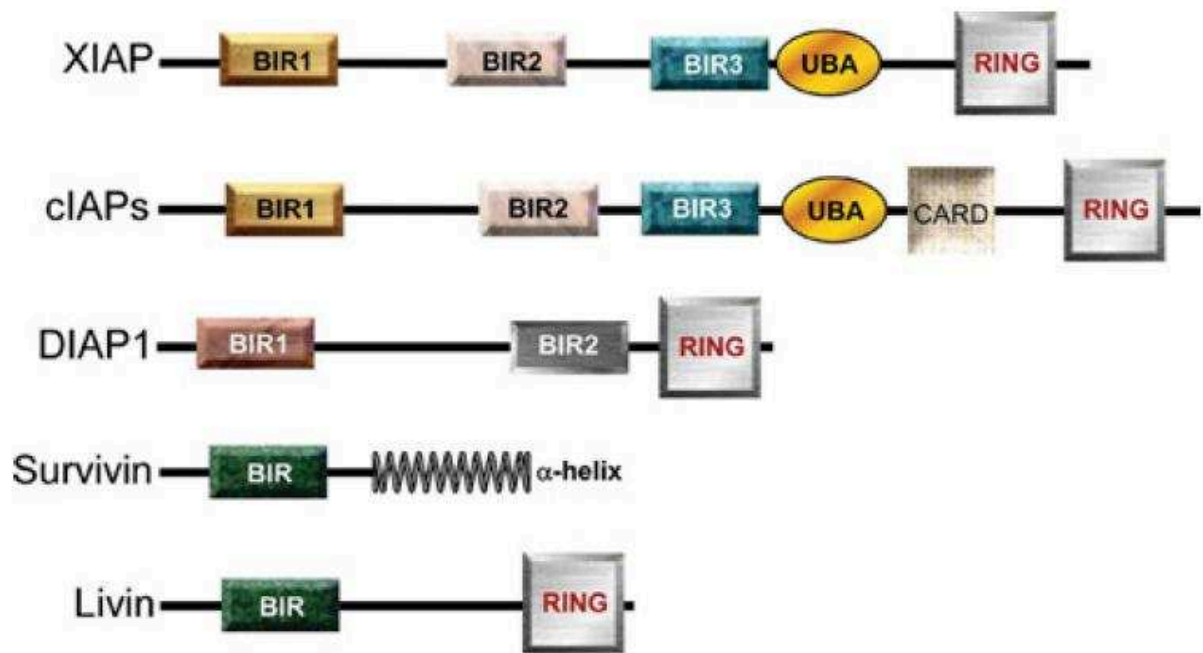 XIAP BIR1 BIR2 BIR3 UBA RING
cIAPs BIR1 BIR2 BIR3 UBA CARD RING
DIAP1 BIR1 BIR2 RING
Survivin BIR α-helix
Livin BIR RING